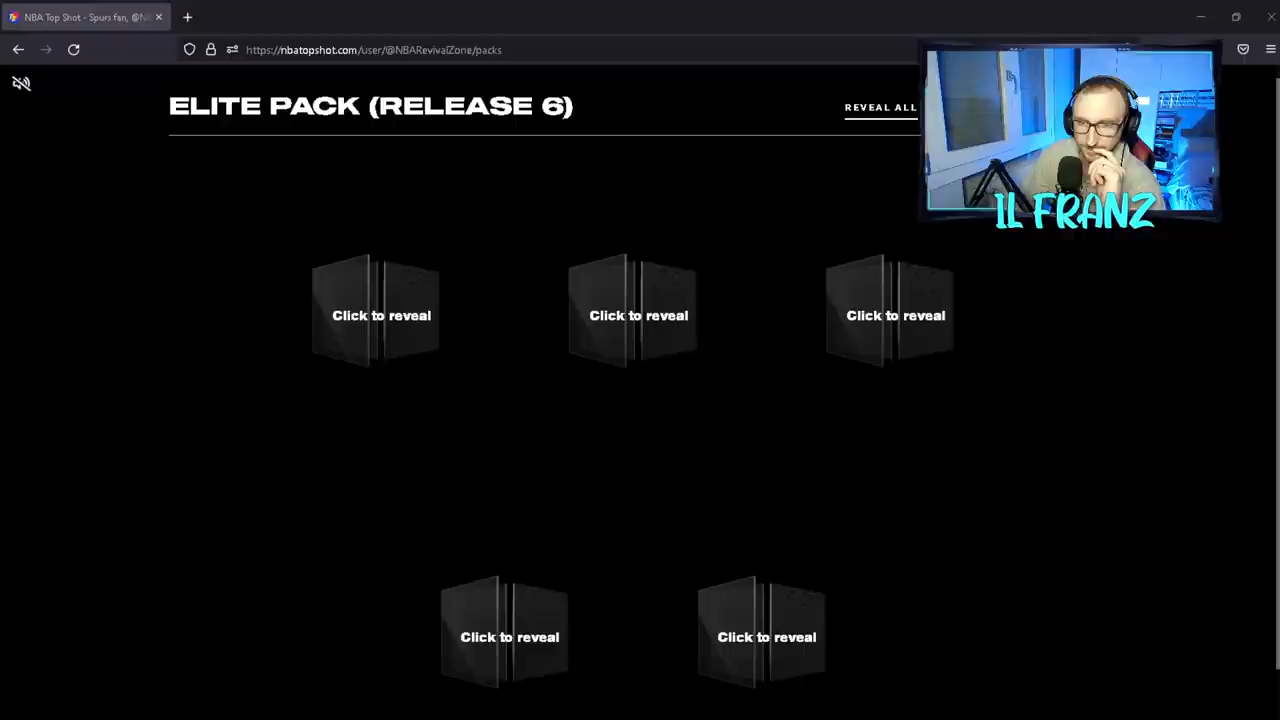 NBA Top Shot - Spurs fan, @N
https://nbatopshot.com/user/@NBARevivalZone/packs
ELITE PACK (RELEASE 6)
REVEAL ALL
IL FRANZ
Click to reveal
Click to reveal
Click to reveal
Click to reveal
Click to reveal